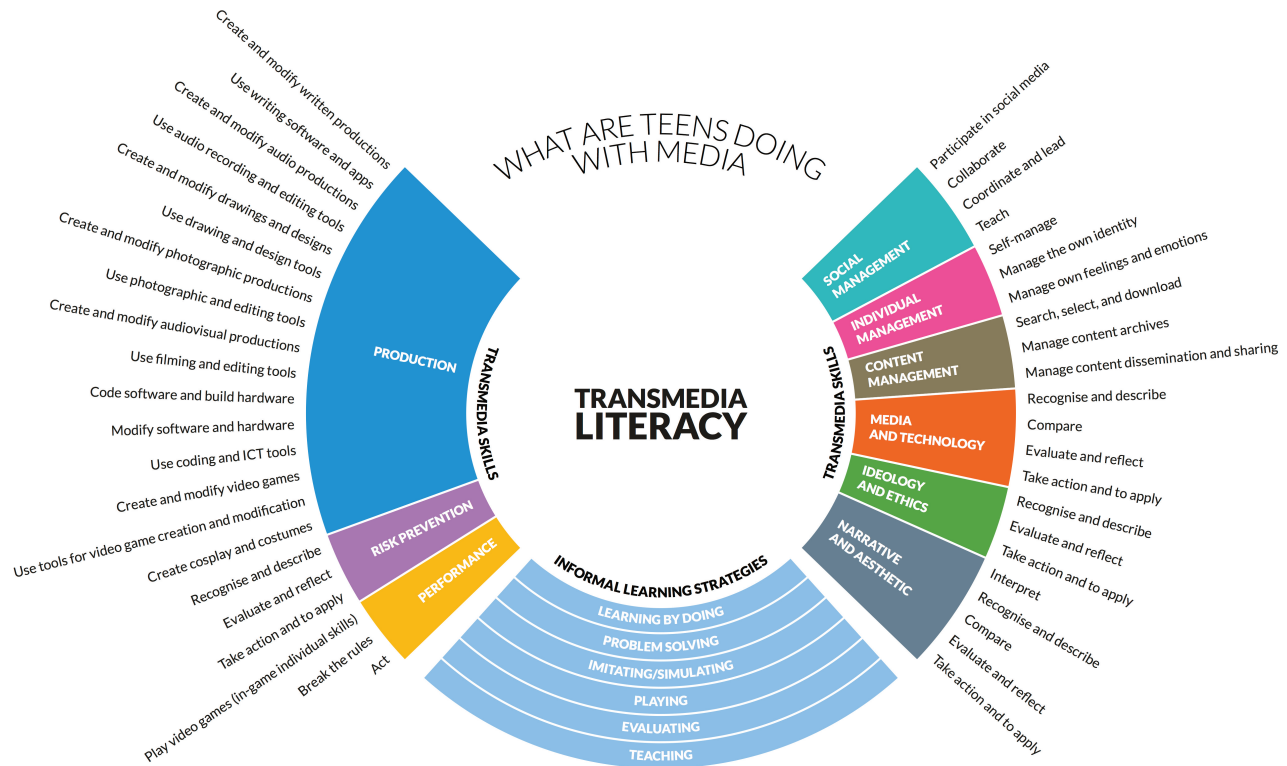 WHAT ARE TEENS DOING
WITH MEDIA
TRANSMEDIA
LITERACY
TRANSMEDIA SKILLS
PRODUCTION
Create and modify written productions
Use writing software and apps
Create and modify audio productions
Use audio recording and editing tools
Create and modify drawings and designs
Use drawing and design tools
Create and modify photographic productions
Use photographic and editing tools
Create and modify audiovisual productions
Use filming and editing tools
Code software and build hardware
Modify software and hardware
Use coding and ICT tools
Create and modify video games
Use tools for video game creation and modification
Create cosplay and costumes
RISK PREVENTION
Recognise and describe
Evaluate and reflect
Take action and to apply
PERFORMANCE
Play video games (in-game individual skills)
Break the rules
Act
TRANSMEDIA SKILLS
SOCIAL
MANAGEMENT
Participate in social media
Collaborate
Coordinate and lead
Teach
INDIVIDUAL
MANAGEMENT
Self-manage
Manage the own identity
Manage own feelings and emotions
CONTENT
MANAGEMENT
Search, select, and download
Manage content archives
Manage content dissemination and sharing
MEDIA
AND TECHNOLOGY
Recognise and describe
Compare
Evaluate and reflect
Take action and to apply
IDEOLOGY
AND ETHICS
Recognise and describe
Evaluate and reflect
Take action and to apply
NARRATIVE
AND AESTHETIC
Interpret
Recognise and describe
Compare
Evaluate and reflect
Take action and to apply
INFORMAL LEARNING STRATEGIES
LEARNING BY DOING
PROBLEM SOLVING
IMITATING/SIMULATING
PLAYING
EVALUATING
TEACHING